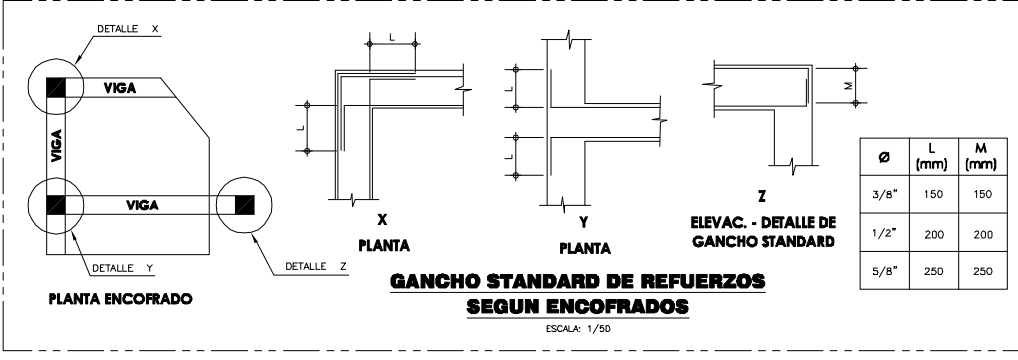 DETALLE X
VIGA
VIGA
VIGA
DETALLE Y
DETALLE Z
PLANTA ENCOFRADO
L
L
X
PLANTA
L
L
Y
PLANTA
M
Z
ELEVAC. - DETALLE DE
GANCHO STANDARD
Ø L (mm) M (mm)
3/8" 150 150
1/2" 200 200
5/8" 250 250
GANCHO STANDARD DE REFUERZOS
SEGUN ENCOFRADOS
ESCALA: 1/50